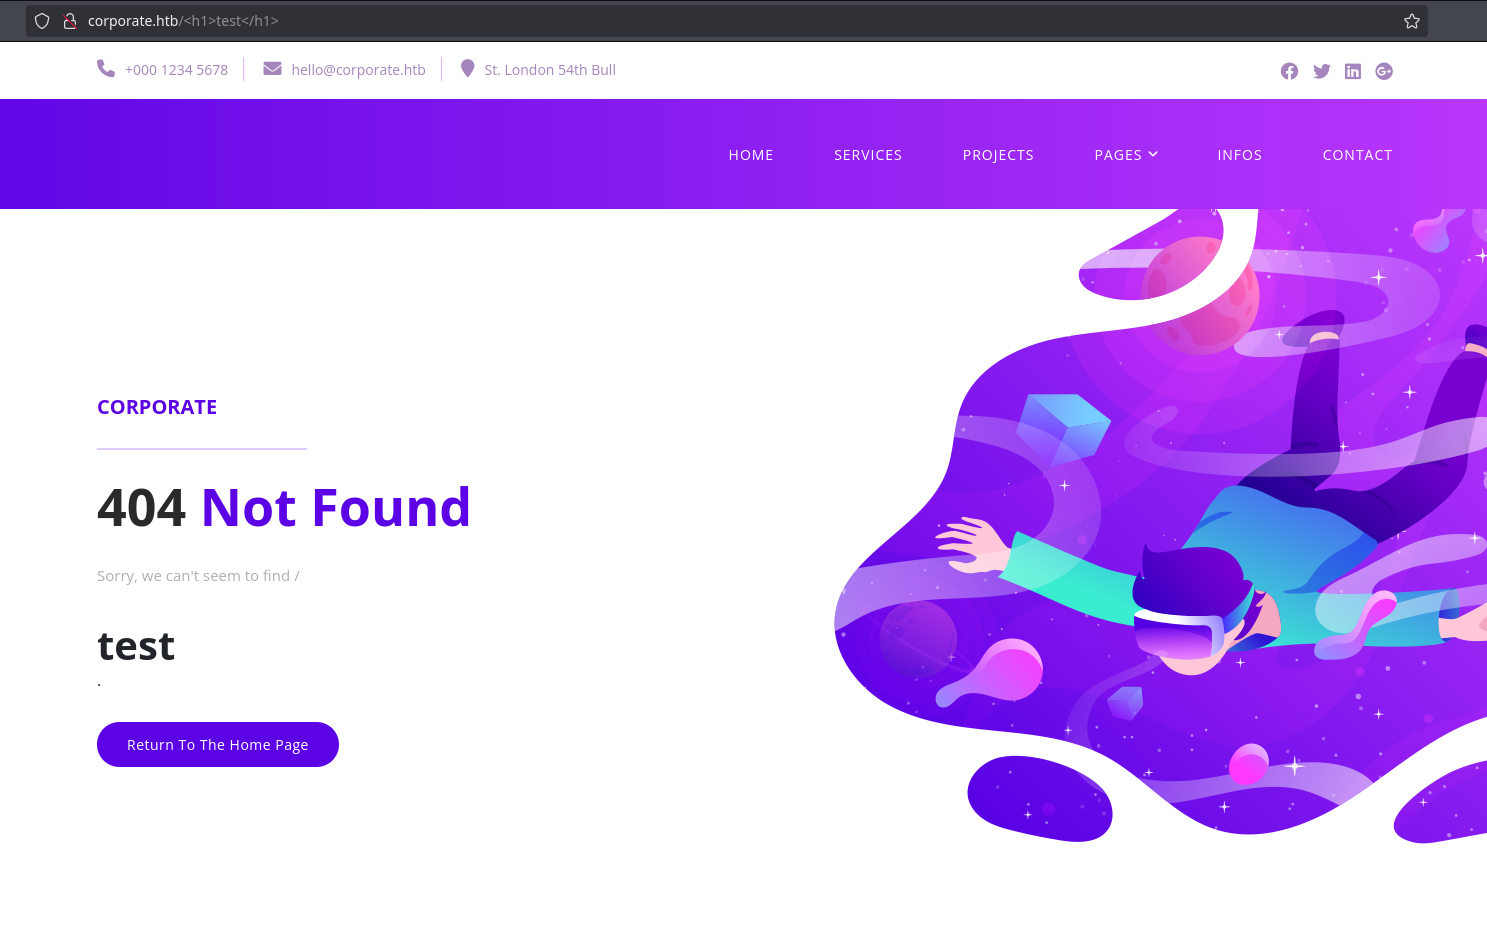 corporate.htb/<h1>test</h1>
+000 1234 5678 hello@corporate.htb St. London 54th Bull
HOME SERVICES PROJECTS PAGES INFOS CONTACT
CORPORATE
404 Not Found
Sorry, we can't seem to find /
test
.
Return To The Home Page